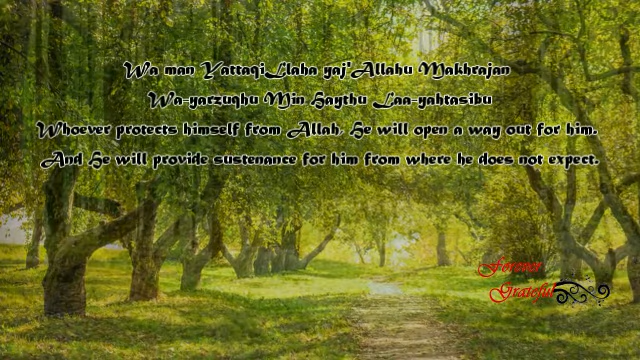 Wa man YattaqiLlaha yaj'Allahu Makhrajan
Wa-yarzuqhu Min Haythu Laa-yahtasibu
Whoever protects himself from Allah, He will open a way out for him.
And He will provide sustenance for him from where he does not expect.
Forever
Grateful